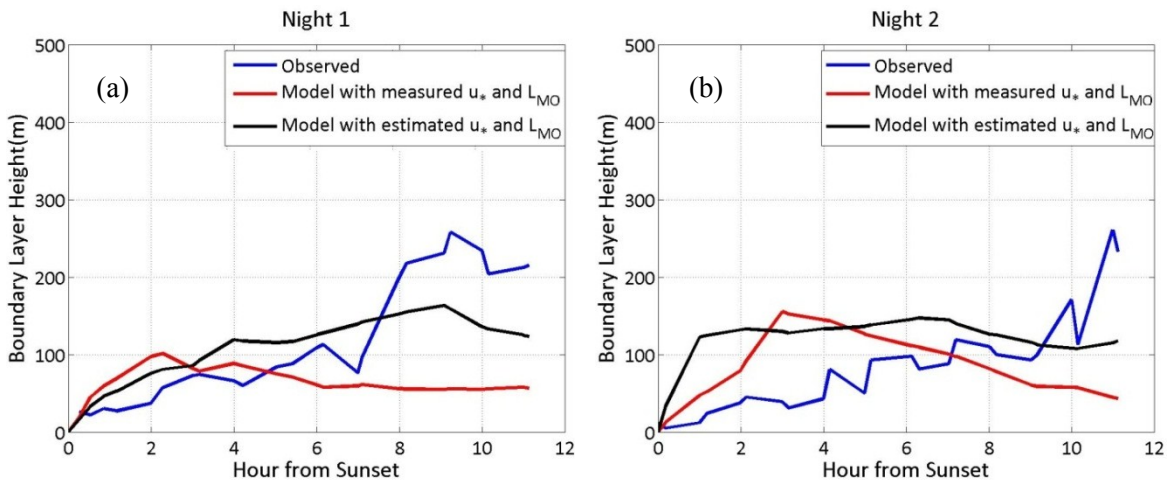 Night 1
500
400
300
200
100
0
Boundary Layer Height(m)
(a)
Observed
Model with measured u* and LMO
Model with estimated u* and LMO
0 2 4 6 8 10 12
Hour from Sunset
Night 2
500
400
300
200
100
0
Boundary Layer Height(m)
(b)
Observed
Model with measured u* and LMO
Model with estimated u* and LMO
0 2 4 6 8 10 12
Hour from Sunset